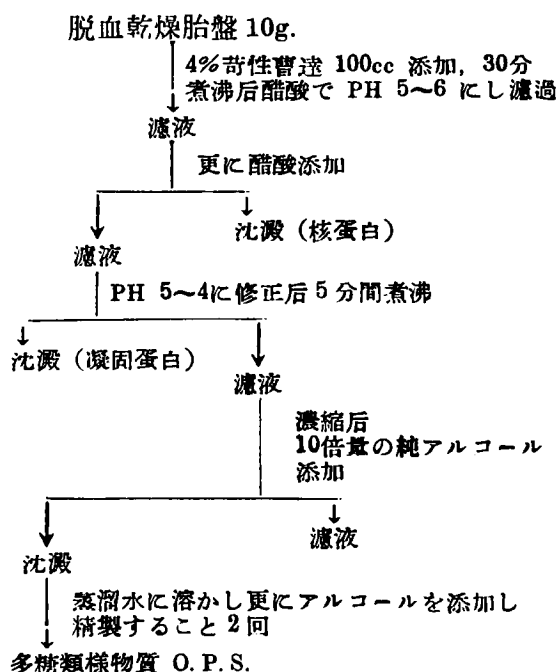 脱血乾燥胎盤 10g.
4%苛性曹達 100cc 添加，30分
煮沸后醋酸で PH 5~6 にし濾過
濾液
更に醋酸添加
沈澱（核蛋白）
濾液
PH 5~4に修正后 5 分間煮沸
沈澱（凝固蛋白）
濾液
濃縮后
10倍量の純アルコール
添加
濾液
沈澱
蒸溜水に溶かし更にアルコールを添加し
精製すること 2 回
多糖類様物質 O. P. S.